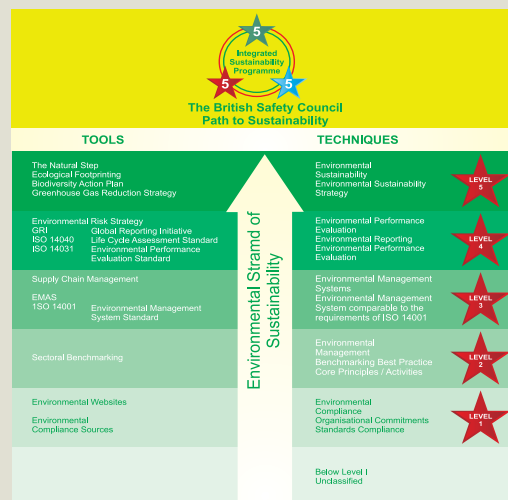 5
Integrated
Sustainability
Programme
5
5
The British Safety Council
Path to Sustainability
TOOLS
TECHNIQUES
The Natural Step
Ecological Footprinting
Biodiversity Action Plan
Greenhouse Gas Reduction Strategy
Environmental
Sustainability
Environmental Sustainability
Strategy
LEVEL
5
Environmental Risk Strategy
GRI Global Reporting Initiative
ISO 14040 Life Cycle Assessment Standard
ISO 14031 Environmental Performance
Evaluation Standard
Environmental Performance
Evaluation
Environmental Reporting
Environmental Performance
Evaluation
LEVEL
4
Supply Chain Management
EMAS
1SO 14001 Environmental Management
System Standard
Environmental Management
Systems
Environmental Management
System comparable to the
requirements of ISO 14001
LEVEL
3
Sectoral Benchmarking
Environmental
Management
Benchmarking Best Practice
Core Principles / Activities
LEVEL
2
Environmental Websites
Environmental
Compliance Sources
Environmental
Compliance
Organisational Commitments
Standards Compliance
LEVEL
1
Below Level I
Unclassified
Environmental Stramd of
Sustainability